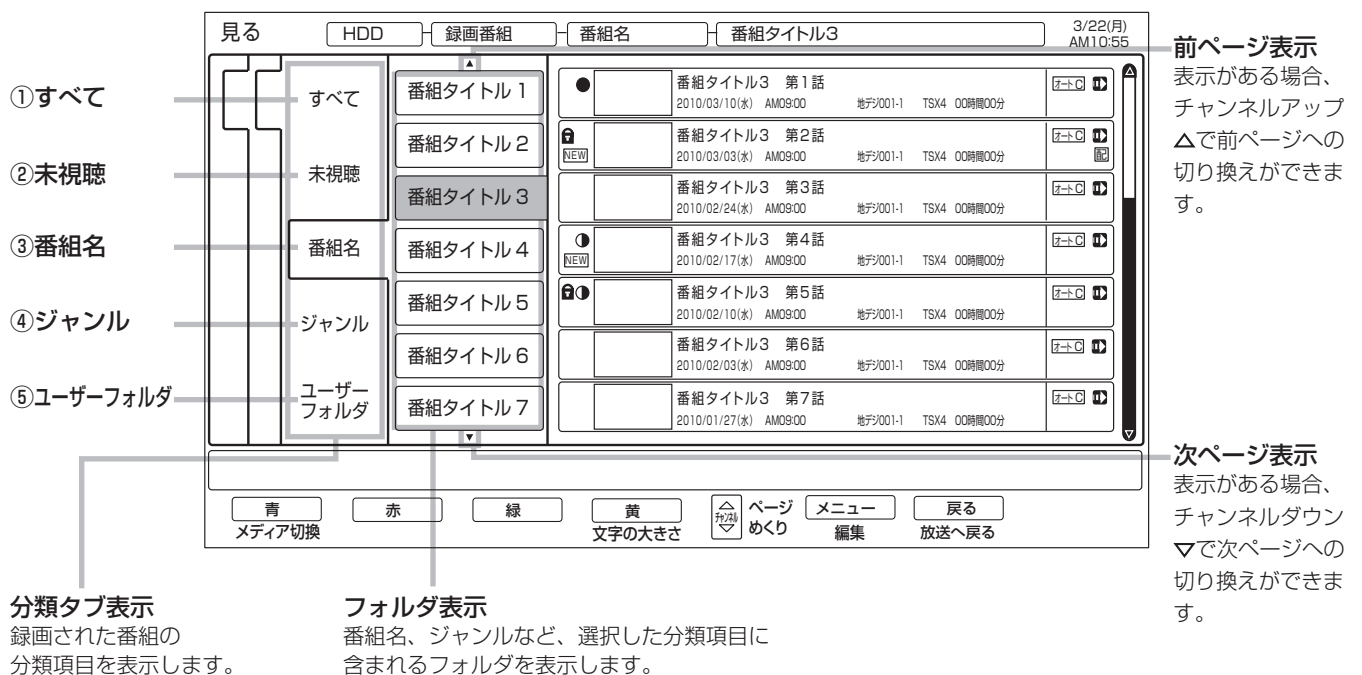 見る HDD 録画番組 番組名 番組タイトル3 3/22(月)
AM10:55
①すべて
②未視聴
③番組名
④ジャンル
⑤ユーザーフォルダ
すべて
未視聴
番組名
ジャンル
ユーザー
フォルダ
▲
番組タイトル 1
番組タイトル 2
番組タイトル 3
番組タイトル 4
番組タイトル 5
番組タイトル 6
番組タイトル 7
▼
番組タイトル3 第1話
2010/03/10(水) AM09:00 地デジ001-1 TSX4 00時間00分
オートC
NEW
番組タイトル3 第2話
2010/03/03(水) AM09:00 地デジ001-1 TSX4 00時間00分
オートC
配
番組タイトル3 第3話
2010/02/24(水) AM09:00 地デジ001-1 TSX4 00時間00分
オートC
NEW
番組タイトル3 第4話
2010/02/17(水) AM09:00 地デジ001-1 TSX4 00時間00分
オートC
番組タイトル3 第5話
2010/02/10(水) AM09:00 地デジ001-1 TSX4 00時間00分
オートC
番組タイトル3 第6話
2010/02/03(水) AM09:00 地デジ001-1 TSX4 00時間00分
オートC
番組タイトル3 第7話
2010/01/27(水) AM09:00 地デジ001-1 TSX4 00時間00分
オートC
青
メディア切換
赤
緑
黄
文字の大きさ
チャンネル
ページ
めくり
メニュー
編集
戻る
放送へ戻る
前ページ表示
表示がある場合、
チャンネルアップ
△で前ページへの
切り換えができま
す。
次ページ表示
表示がある場合、
チャンネルダウン
▽で次ページへの
切り換えができま
す。
分類タブ表示
録画された番組の
分類項目を表示します。
フォルダ表示
番組名、ジャンルなど、選択した分類項目に
含まれるフォルダを表示します。